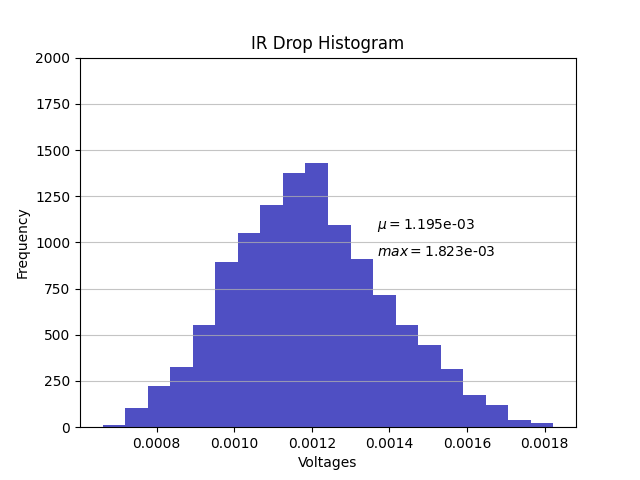 IR Drop Histogram
2000
1750
1500
1250
1000
750
500
250
0
Frequency
μ = 1.195e-03
max = 1.823e-03
0.0008 0.0010 0.0012 0.0014 0.0016 0.0018
Voltages